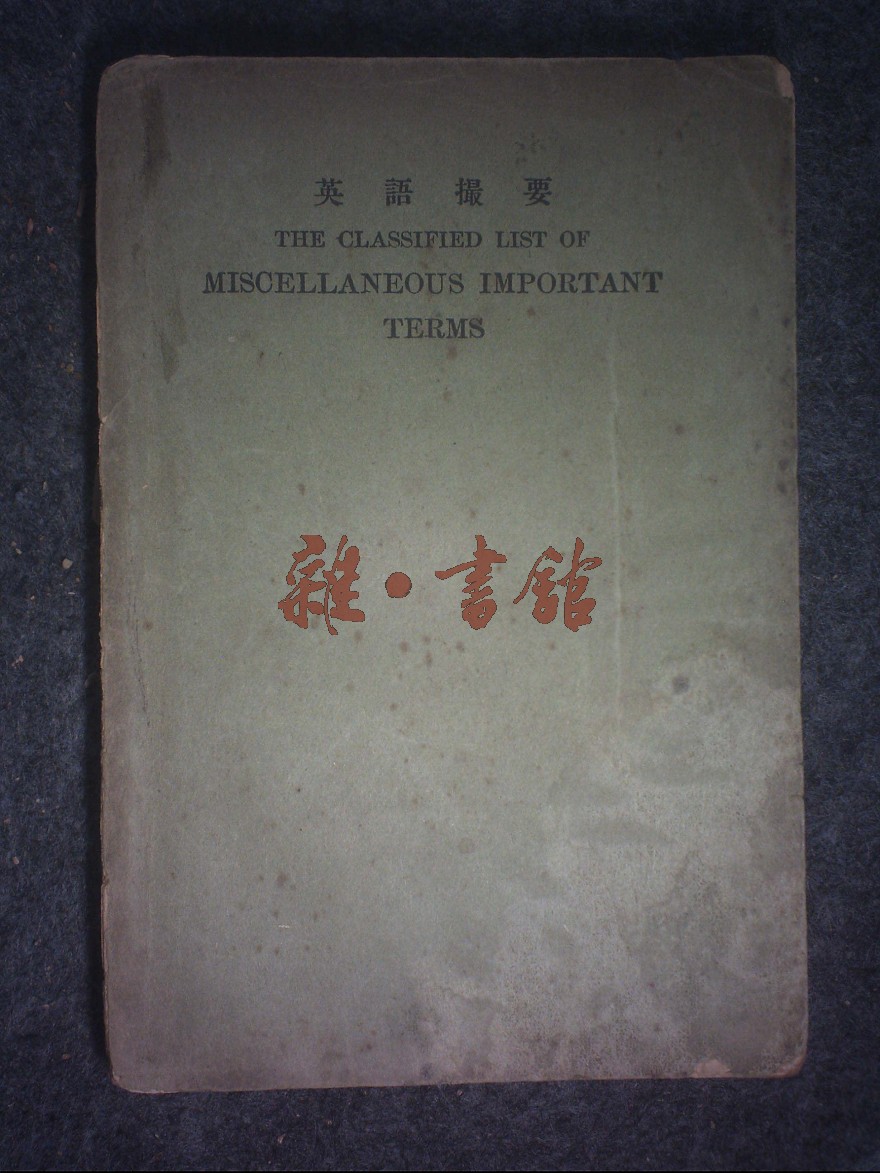 英語撮要
THE CLASSIFIED LIST OF
MISCELLANEOUS IMPORTANT
TERMS
雜·書館